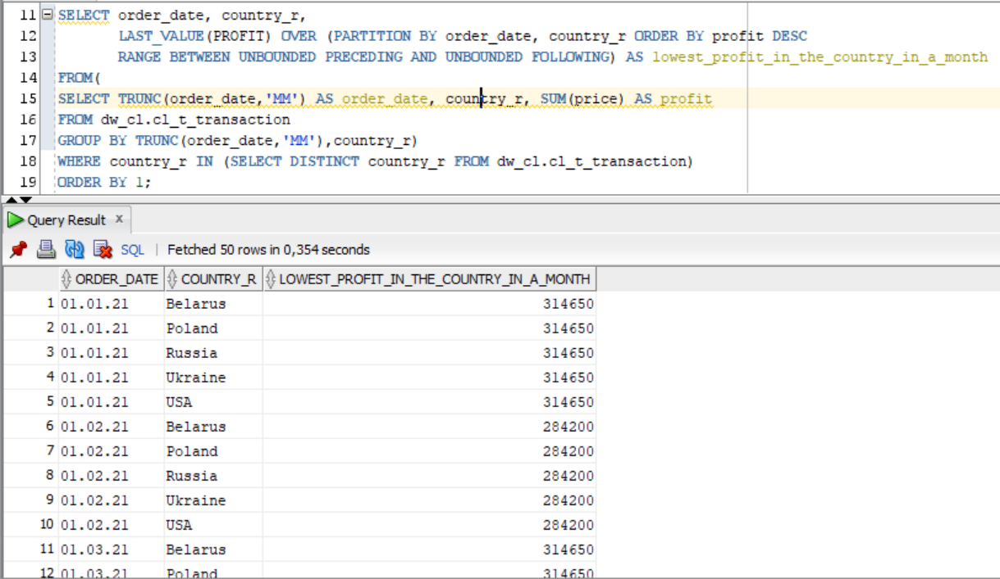 11 SELECT order_date, country_r,
12 LAST_VALUE(PROFIT) OVER (PARTITION BY order_date, country_r ORDER BY profit DESC
13 RANGE BETWEEN UNBOUNDED PRECEDING AND UNBOUNDED FOLLOWING) AS lowest_profit_in_the_country_in_a_month
14 FROM(
15 SELECT TRUNC(order_date,'MM') AS order_date, country_r, SUM(price) AS profit
16 FROM dw_cl.cl_t_transaction
17 GROUP BY TRUNC(order_date,'MM'),country_r)
18 WHERE country_r IN (SELECT DISTINCT country_r FROM dw_cl.cl_t_transaction)
19 ORDER BY 1;
Query Result x
SQL | Fetched 50 rows in 0,354 seconds
ORDER_DATE COUNTRY_R LOWEST_PROFIT_IN_THE_COUNTRY_IN_A_MONTH
1 01.01.21 Belarus 314650
2 01.01.21 Poland 314650
3 01.01.21 Russia 314650
4 01.01.21 Ukraine 314650
5 01.01.21 USA 314650
6 01.02.21 Belarus 284200
7 01.02.21 Poland 284200
8 01.02.21 Russia 284200
9 01.02.21 Ukraine 284200
10 01.02.21 USA 284200
11 01.03.21 Belarus 314650
12 01.03.21 Poland 314650